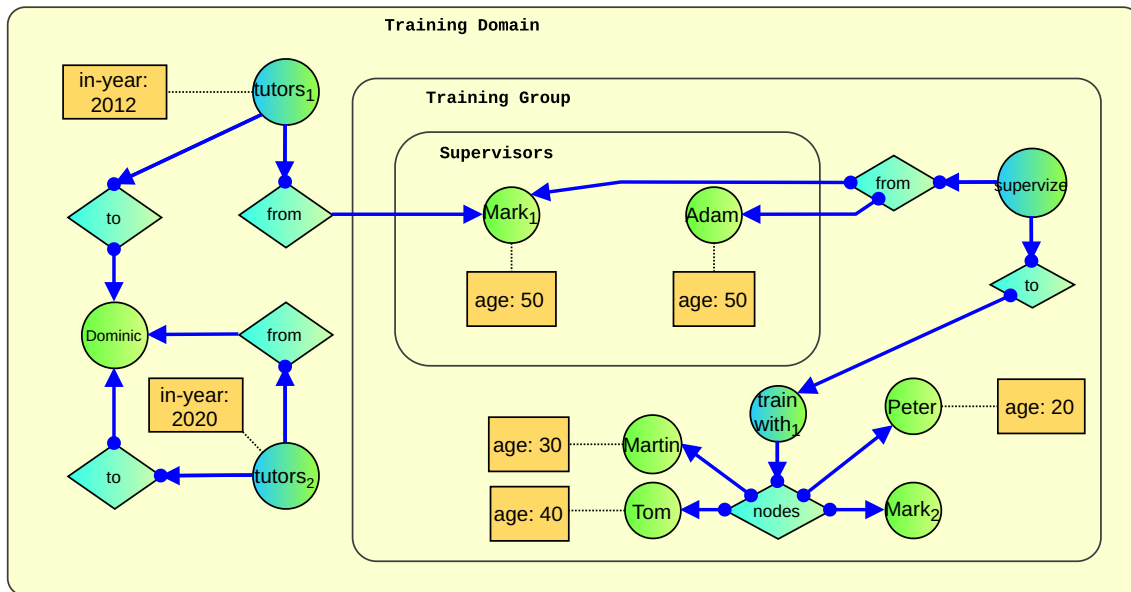 Training Domain
in-year:
2012
tutors1
Training Group
Supervisors
to
from
Mark1
Adam
from
supervize
age: 50
age: 50
to
Dominic
from
in-year:
2020
train
with1
Peter
age: 20
age: 30
Martin
to
tutors2
age: 40
Tom
nodes
Mark2